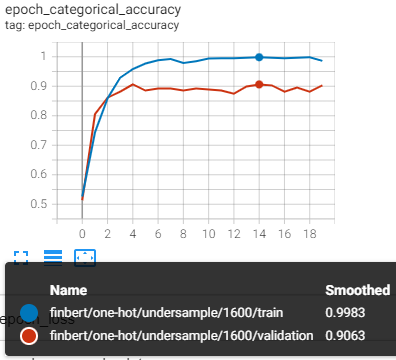 epoch_categorical_accuracy
tag: epoch_categorical_accuracy
1
0.9
0.8
0.7
0.6
0.5
0 2 4 6 8 10 12 14 16 18
Name Smoothed
finbert/one-hot/undersample/1600/train 0.9983
epoch_loss
finbert/one-hot/undersample/1600/validation 0.9063